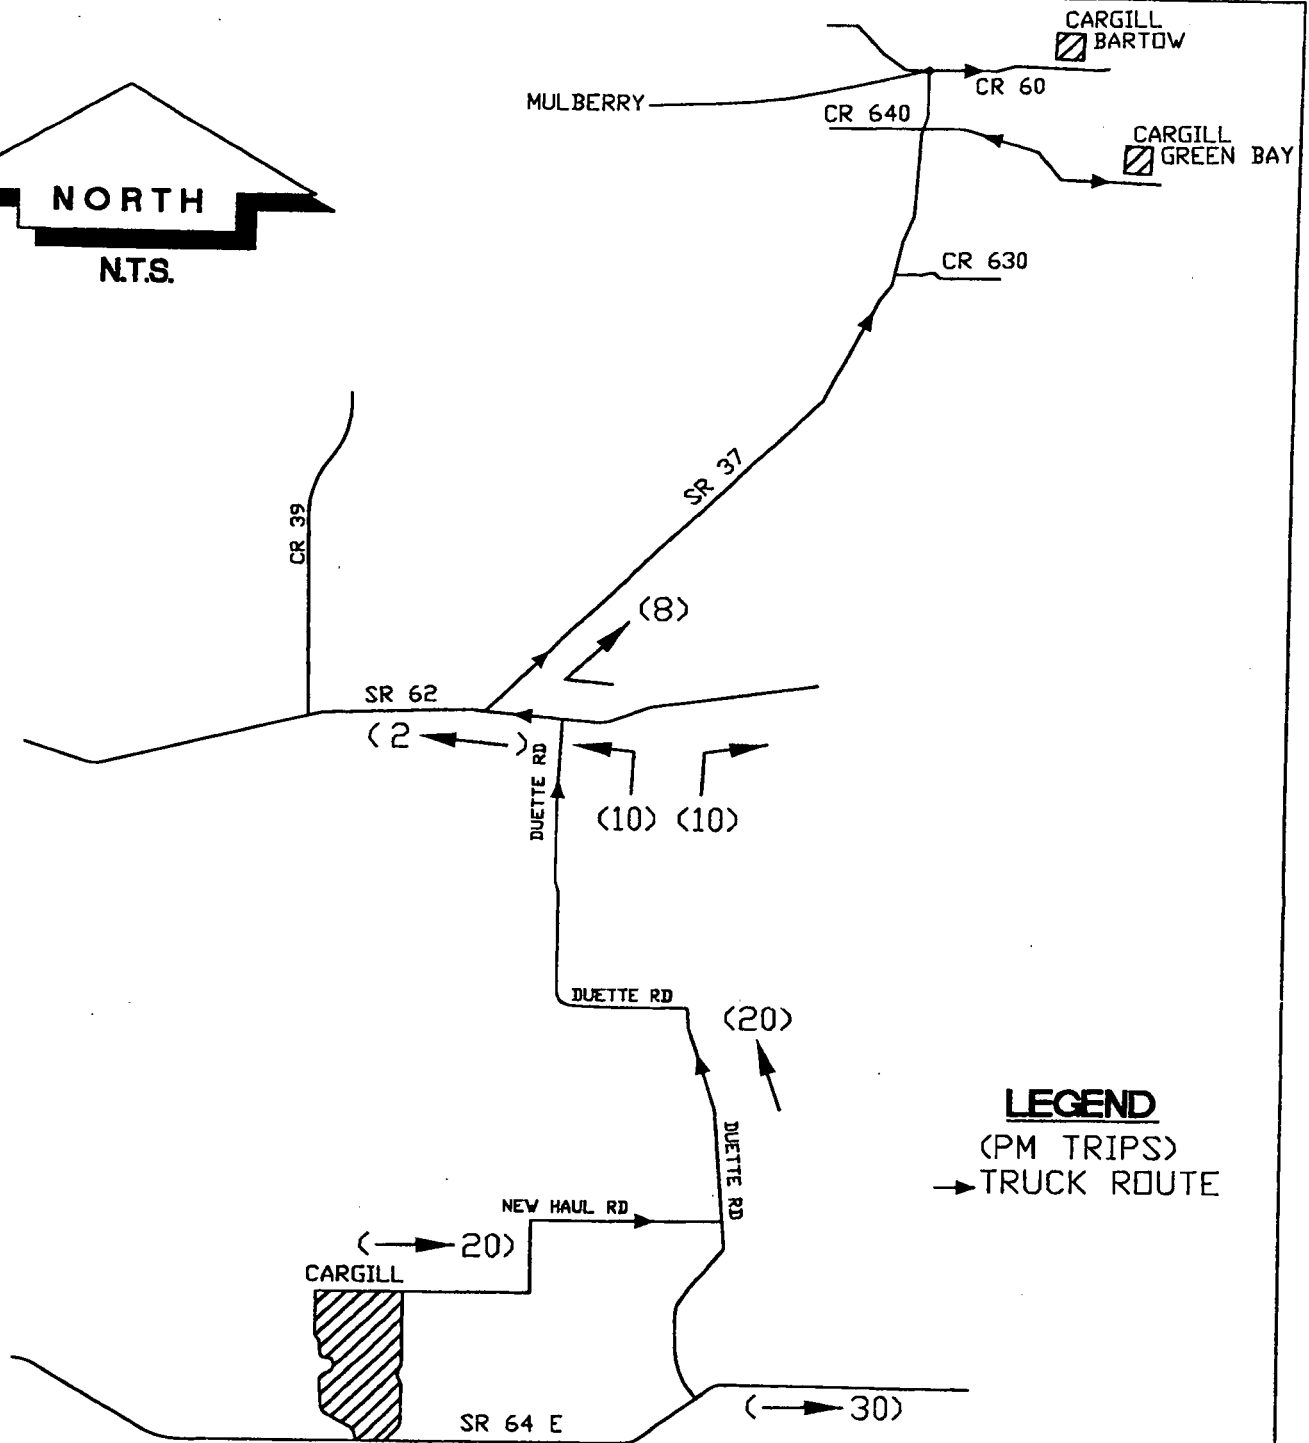 CARGILL
BARTOW
MULBERRY
CR 60
CR 640
CARGILL
GREEN BAY
NORTH
N.T.S.
CR 630
SR 37
CR 39
(8)
SR 62
(2 )
DUETTE RD
(10) (10)
DUETTE RD
(20)
LEGEND
(PM TRIPS)
TRUCK ROUTE
DUETTE RD
NEW HAUL RD
( 20)
CARGILL
( 30)
SR 64 E